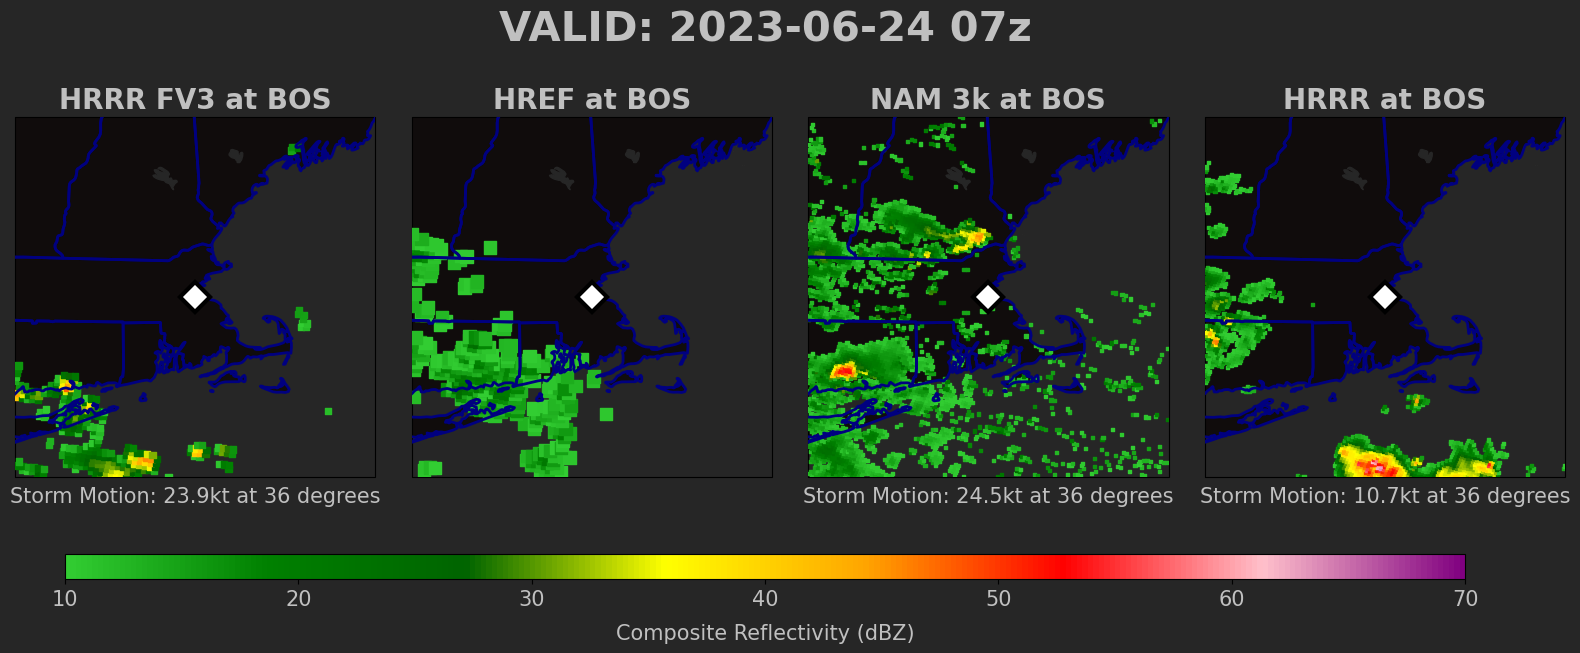 VALID: 2023-06-24 07z
HRRR FV3 at BOS
HREF at BOS
NAM 3k at BOS
HRRR at BOS
Storm Motion: 23.9kt at 36 degrees
Storm Motion: 24.5kt at 36 degrees
Storm Motion: 10.7kt at 36 degrees
10 20 30 40 50 60 70
Composite Reflectivity (dBZ)